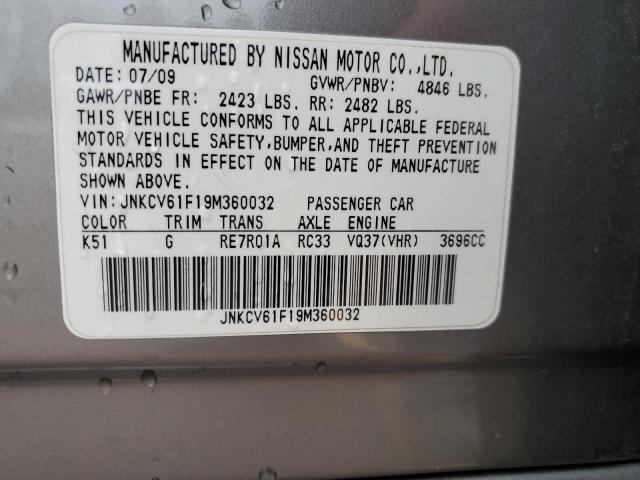 MANUFACTURED BY NISSAN MOTOR CO.,LTD.
DATE: 07/09 GVWR/PNBV: 4846 LBS.
GAWR/PNBE FR: 2423 LBS. RR: 2482 LBS.
THIS VEHICLE CONFORMS TO ALL APPLICABLE FEDERAL
MOTOR VEHICLE SAFETY,BUMPER,AND THEFT PREVENTION
STANDARDS IN EFFECT ON THE DATE OF MANUFACTURE
SHOWN ABOVE.
VIN: JNKCV61F19M360032 PASSENGER CAR
COLOR TRIM TRANS AXLE ENGINE
K51 G RE7R01A RC33 VQ37(VHR) 3696CC
JNKCV61F19M360032